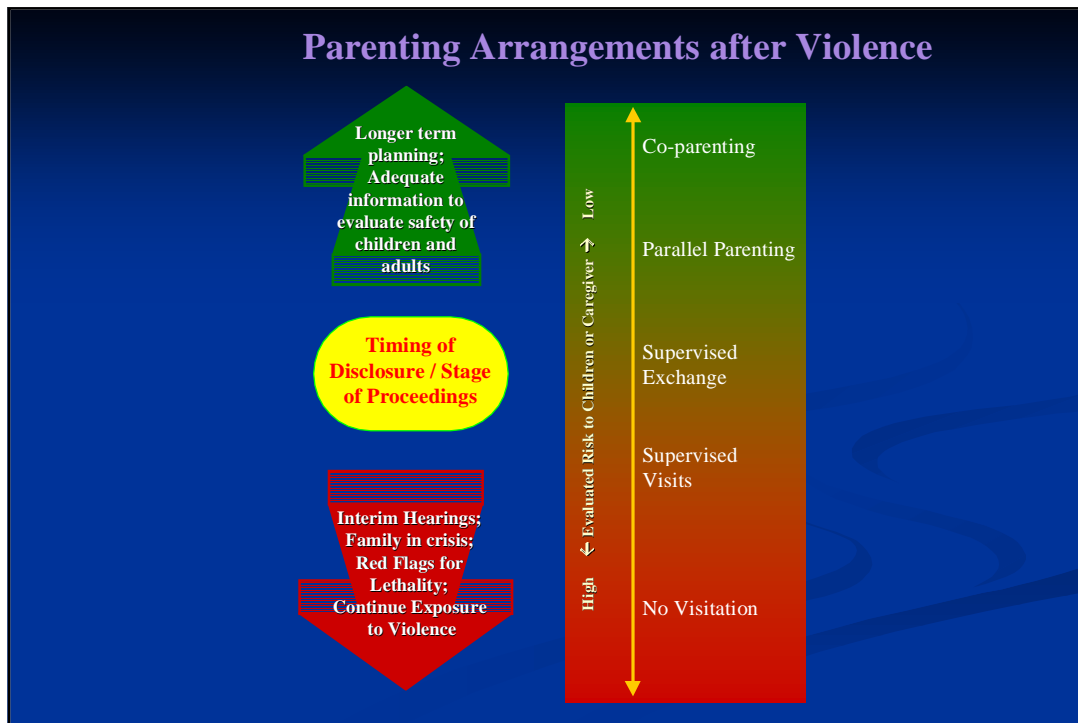 Parenting Arrangements after Violence
Longer term
planning;
Adequate
information to
evaluate safety of
children and
adults
Timing of
Disclosure / Stage
of Proceedings
Interim Hearings;
Family in crisis;
Red Flags for
Lethality;
Continue Exposure
to Violence
High ← Evaluated Risk to Children or Caregiver → Low
Co-parenting
Parallel Parenting
Supervised
Exchange
Supervised
Visits
No Visitation